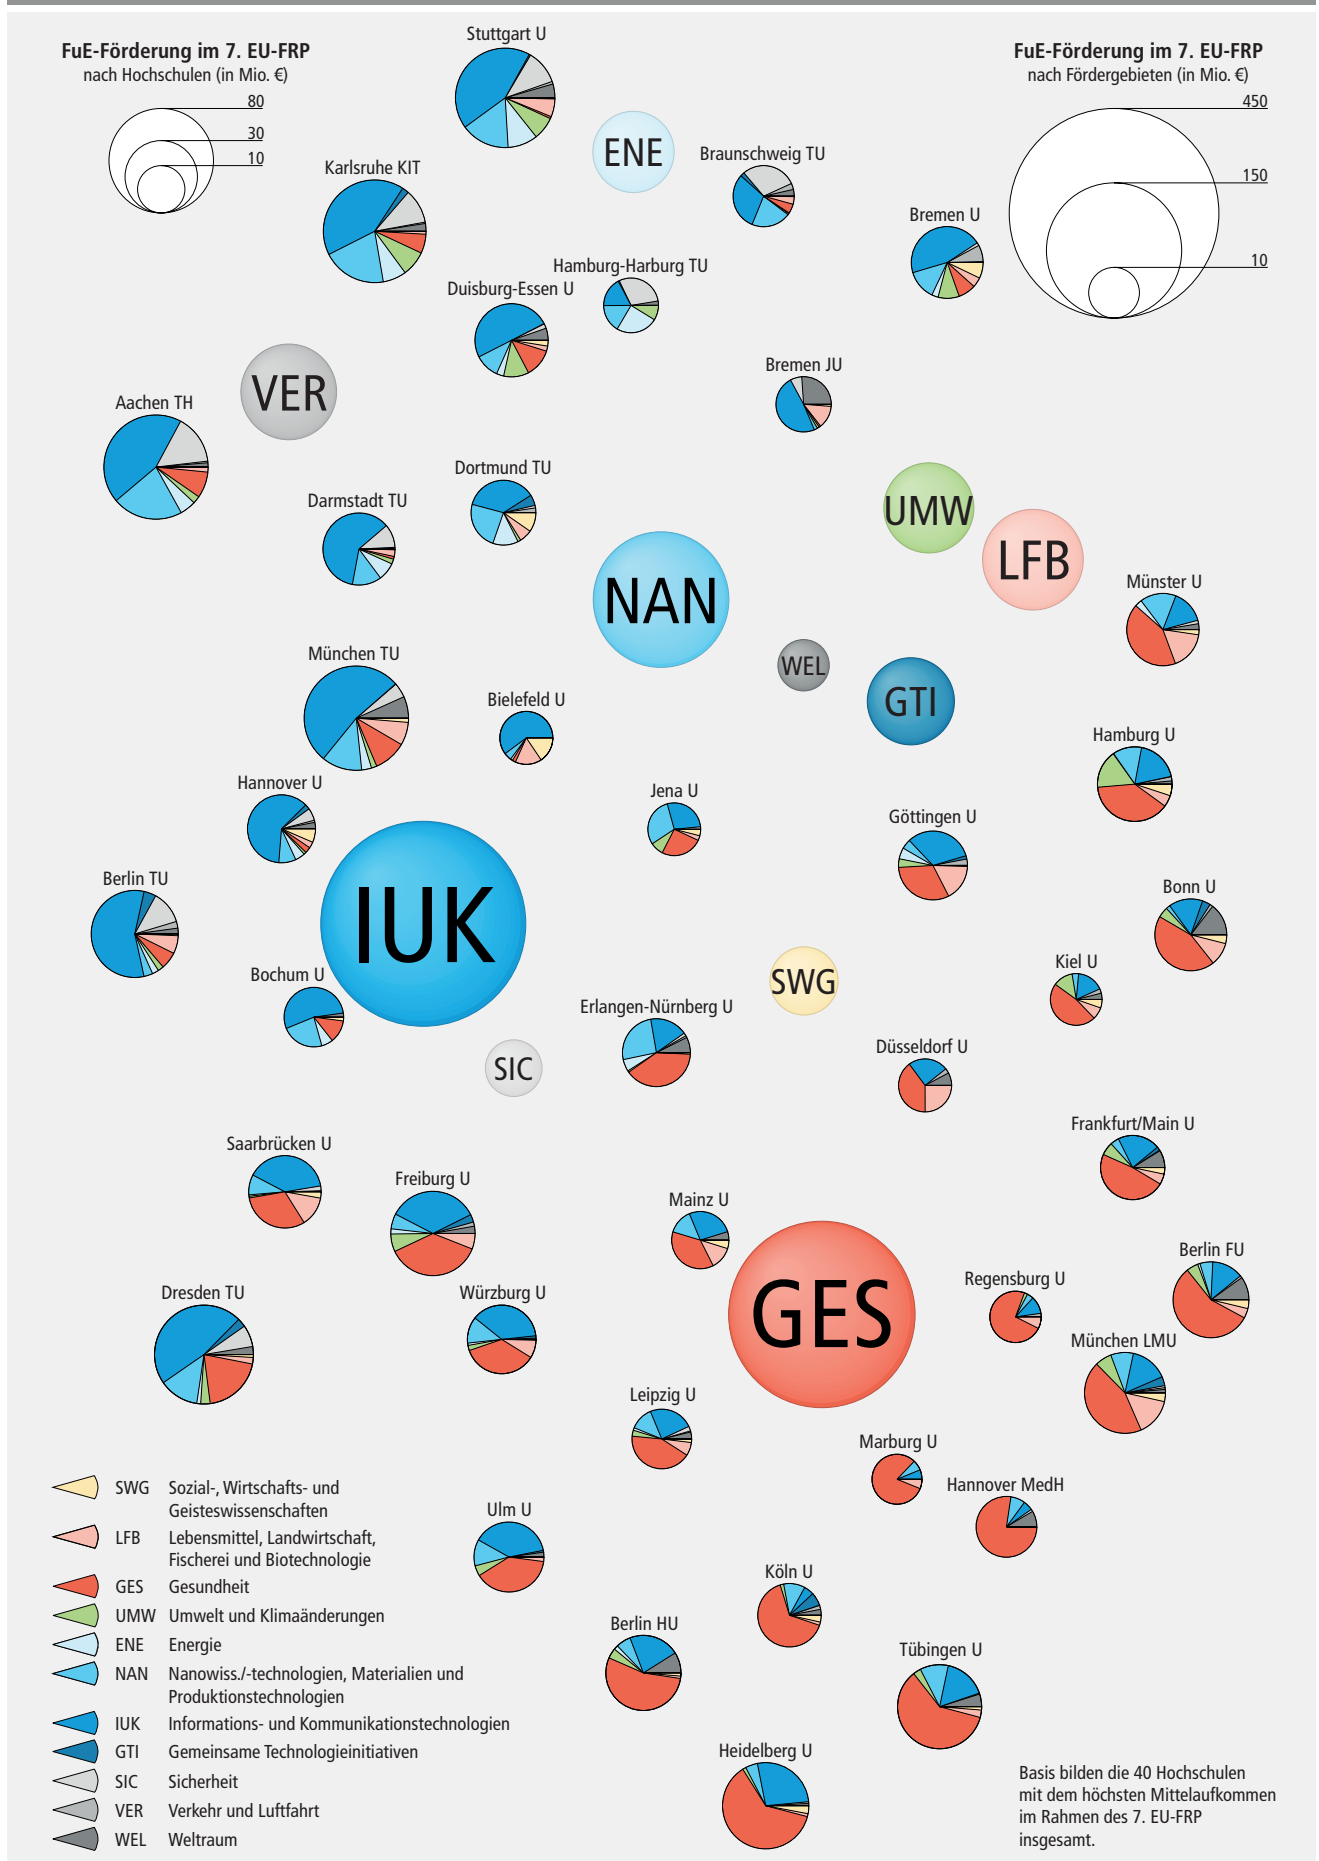 FuE-Förderung im 7. EU-FRP
nach Hochschulen (in Mio. €)
80
30
10
FuE-Förderung im 7. EU-FRP
nach Fördergebieten (in Mio. €)
450
150
10
Stuttgart U
ENE
Braunschweig TU
Karlsruhe KIT
Bremen U
Hamburg-Harburg TU
Duisburg-Essen U
VER
Bremen JU
Aachen TH
Dortmund TU
Darmstadt TU
UMW
LFB
NAN
Münster U
München TU
WEL
GTI
Bielefeld U
Hamburg U
Hannover U
Jena U
Göttingen U
Berlin TU
IUK
Bonn U
Bochum U
Kiel U
SWG
Erlangen-Nürnberg U
SIC
Düsseldorf U
Frankfurt/Main U
Saarbrücken U
Freiburg U
Mainz U
Berlin FU
Regensburg U
Dresden TU
Würzburg U
GES
München LMU
Leipzig U
Marburg U
Hannover MedH
Ulm U
Köln U
Berlin HU
Tübingen U
Heidelberg U
SWG Sozial-, Wirtschafts- und
Geisteswissenschaften
LFB Lebensmittel, Landwirtschaft,
Fischerei und Biotechnologie
GES Gesundheit
UMW Umwelt und Klimaänderungen
ENE Energie
NAN Nanowiss./-technologien, Materialien und
Produktionstechnologien
IUK Informations- und Kommunikationstechnologien
GTI Gemeinsame Technologieinitiativen
SIC Sicherheit
VER Verkehr und Luftfahrt
WEL Weltraum
Basis bilden die 40 Hochschulen
mit dem höchsten Mittelaufkommen
im Rahmen des 7. EU-FRP
insgesamt.